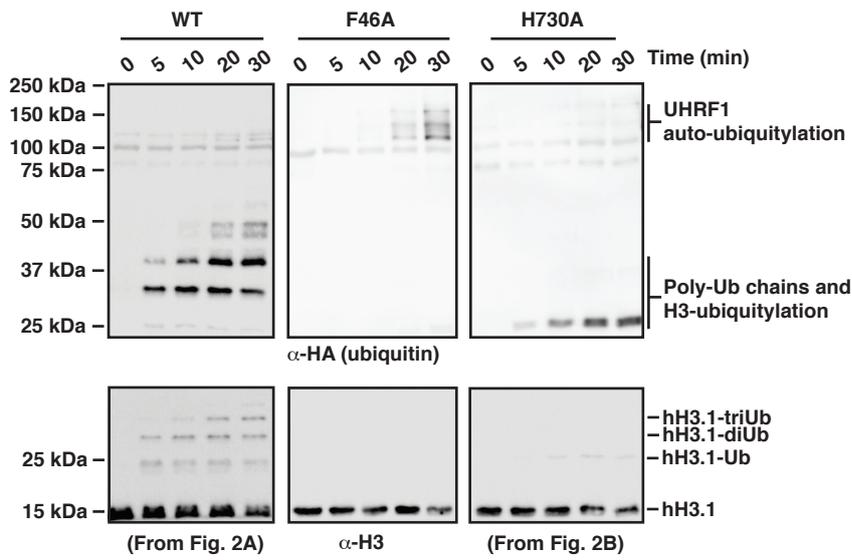 WT F46A H730A
0 5 10 20 30 0 5 10 20 30 0 5 10 20 30 Time (min)
250 kDa
150 kDa
100 kDa
75 kDa
50 kDa
37 kDa
25 kDa
UHRF1
auto-ubiquitylation
Poly-Ub chains and
H3-ubiquitylation
α-HA (ubiquitin)
25 kDa
15 kDa
hH3.1-triUb
hH3.1-diUb
hH3.1-Ub
hH3.1
(From Fig. 2A) α-H3 (From Fig. 2B)